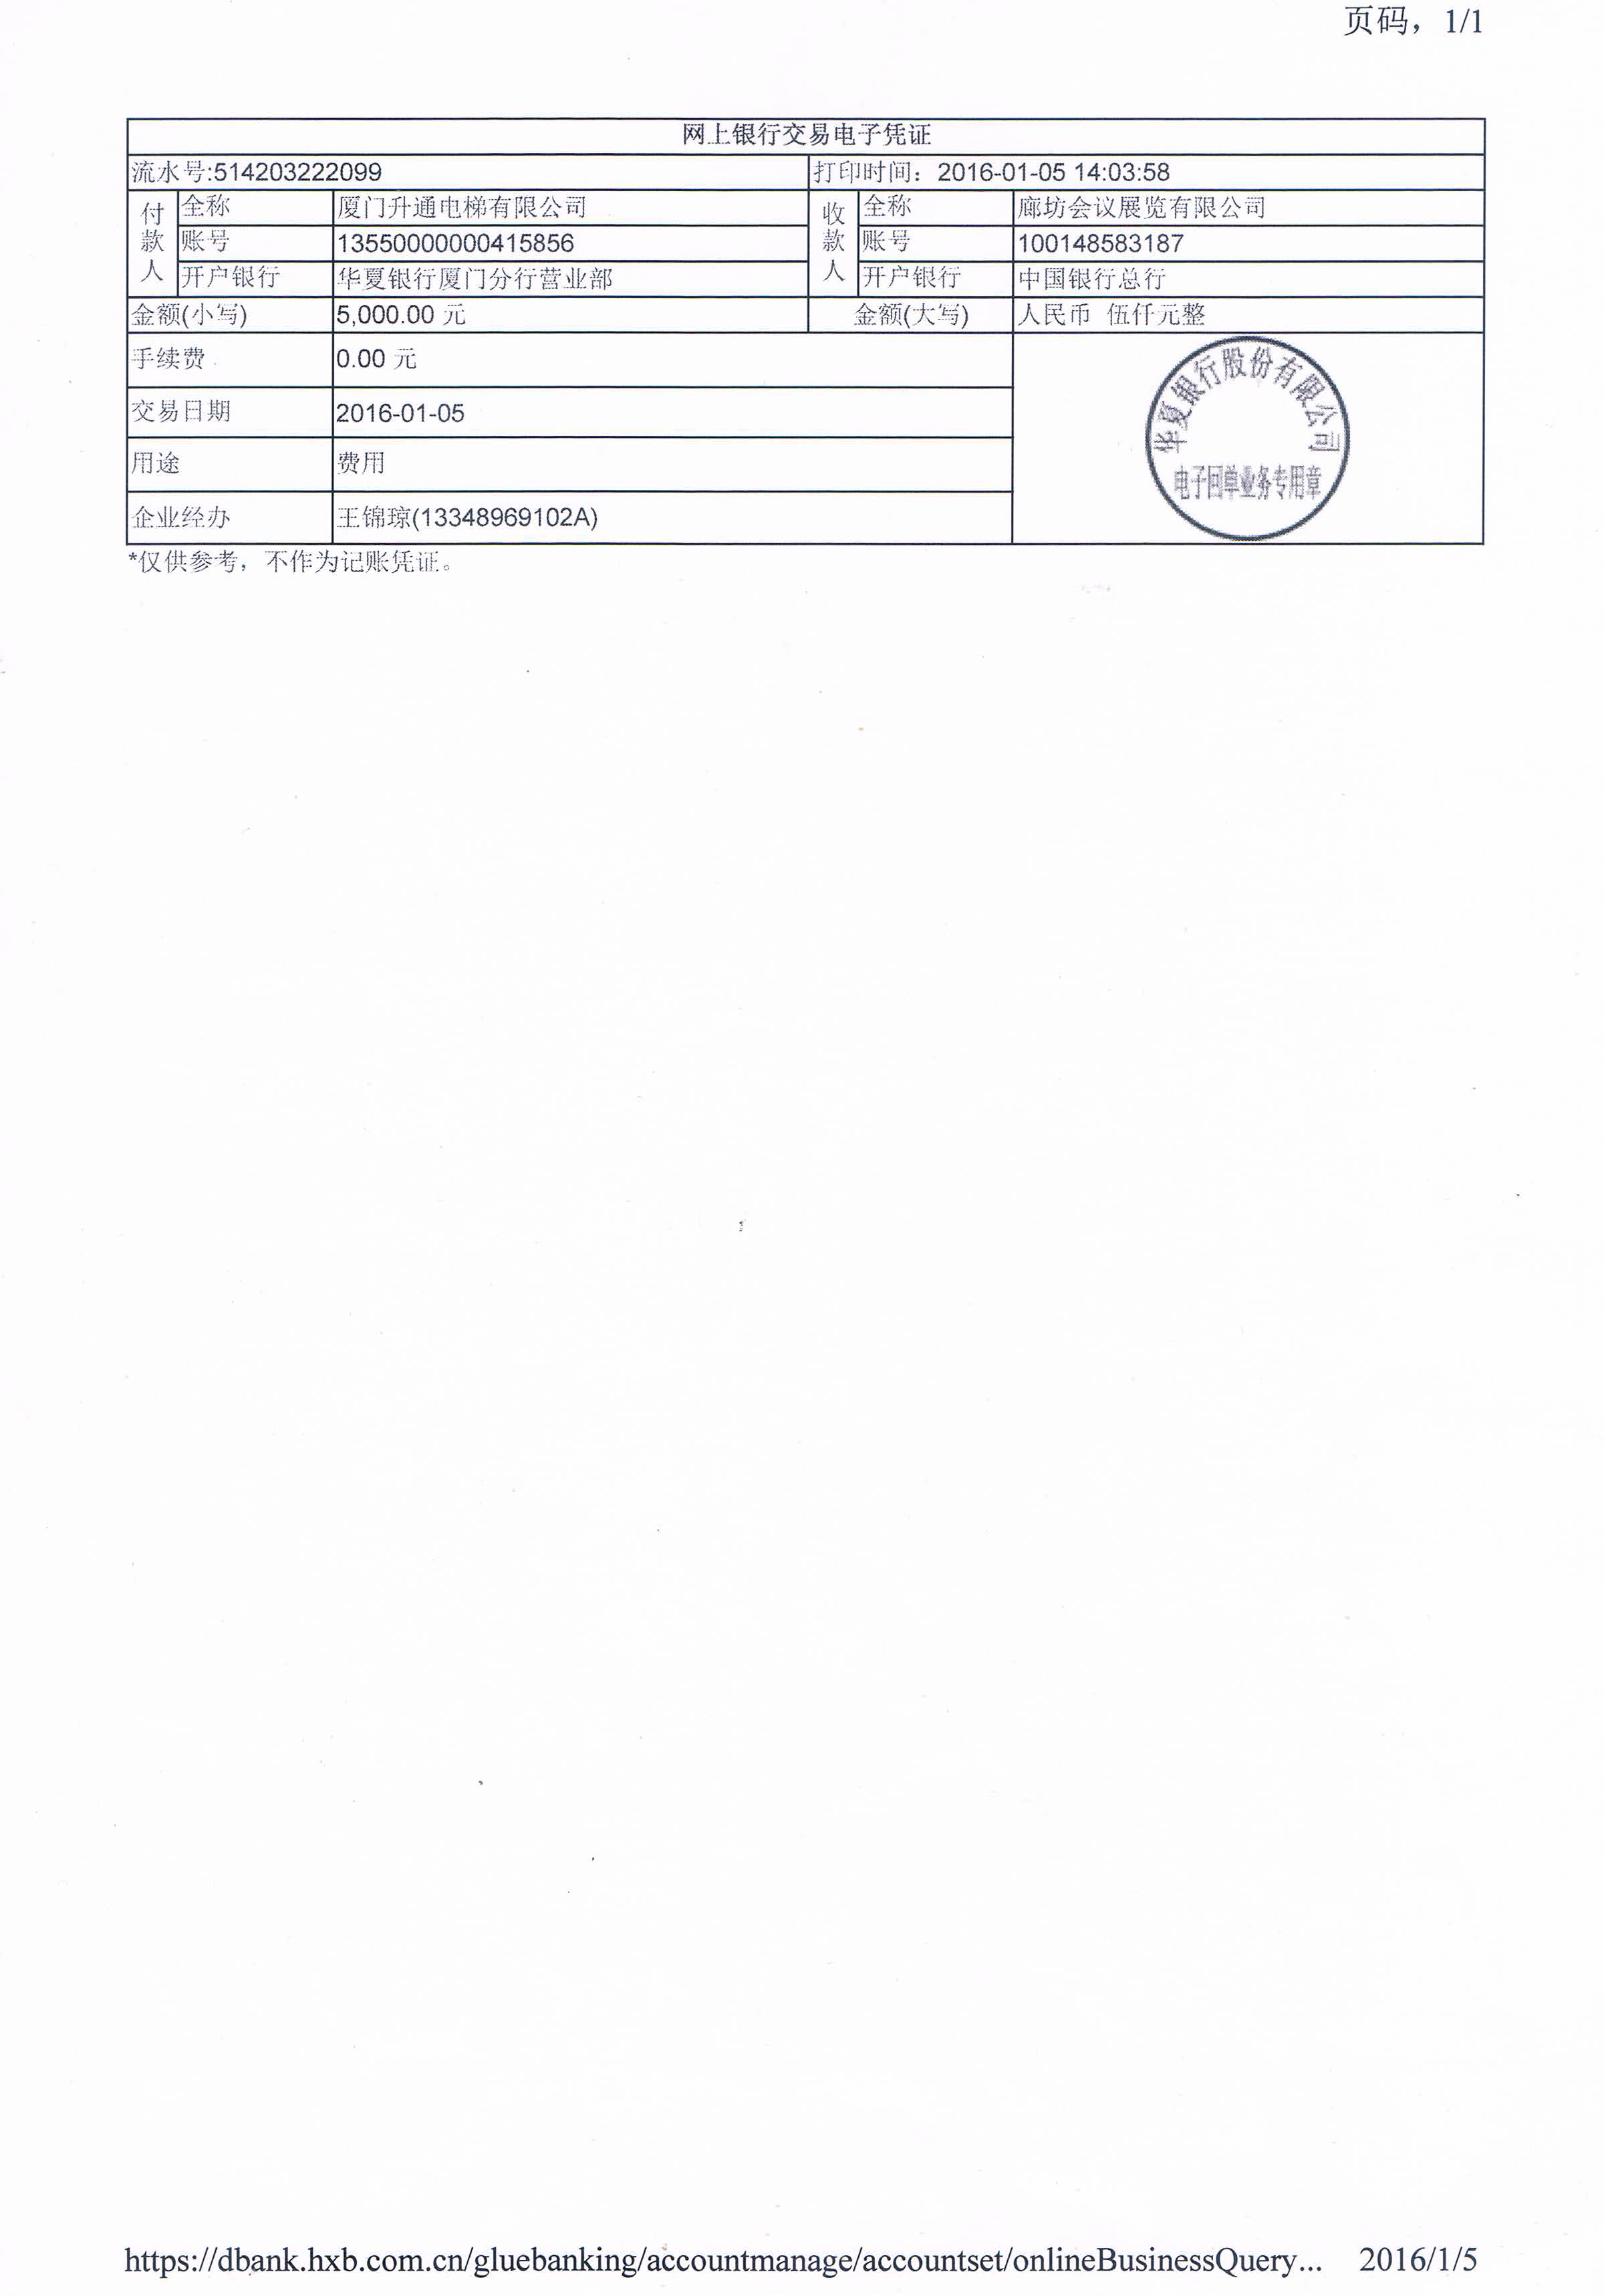 页码，1/1
网上银行交易电子凭证
流水号:514203222099 打印时间：2016-01-05 14:03:58
付款人 全称 厦门升通电梯有限公司 收款人 全称 廊坊会议展览有限公司
账号 13550000000415856 账号 100148583187
开户银行 华夏银行厦门分行营业部 开户银行 中国银行总行
金额(小写) 5,000.00 元 金额(大写) 人民币 伍仟元整
手续费 0.00 元
交易日期 2016-01-05
用途 费用
企业经办 王锦琼(13348969102A)
华夏银行股份有限公司
电子回单业务专用章
*仅供参考，不作为记账凭证。
https://dbank.hxb.com.cn/gluebanking/accountmanage/accountset/onlineBusinessQuery... 2016/1/5